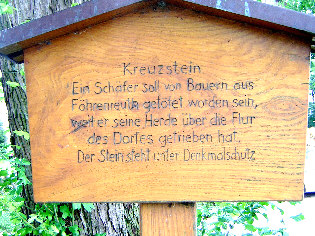 Kreuzstein
Ein Schäfer soll von Bauern aus
Föhrenreuth getötet worden sein,
weil er seine Herde über die Flur
des Dorfes getrieben hat.
Der Stein steht unter Denkmalschutz